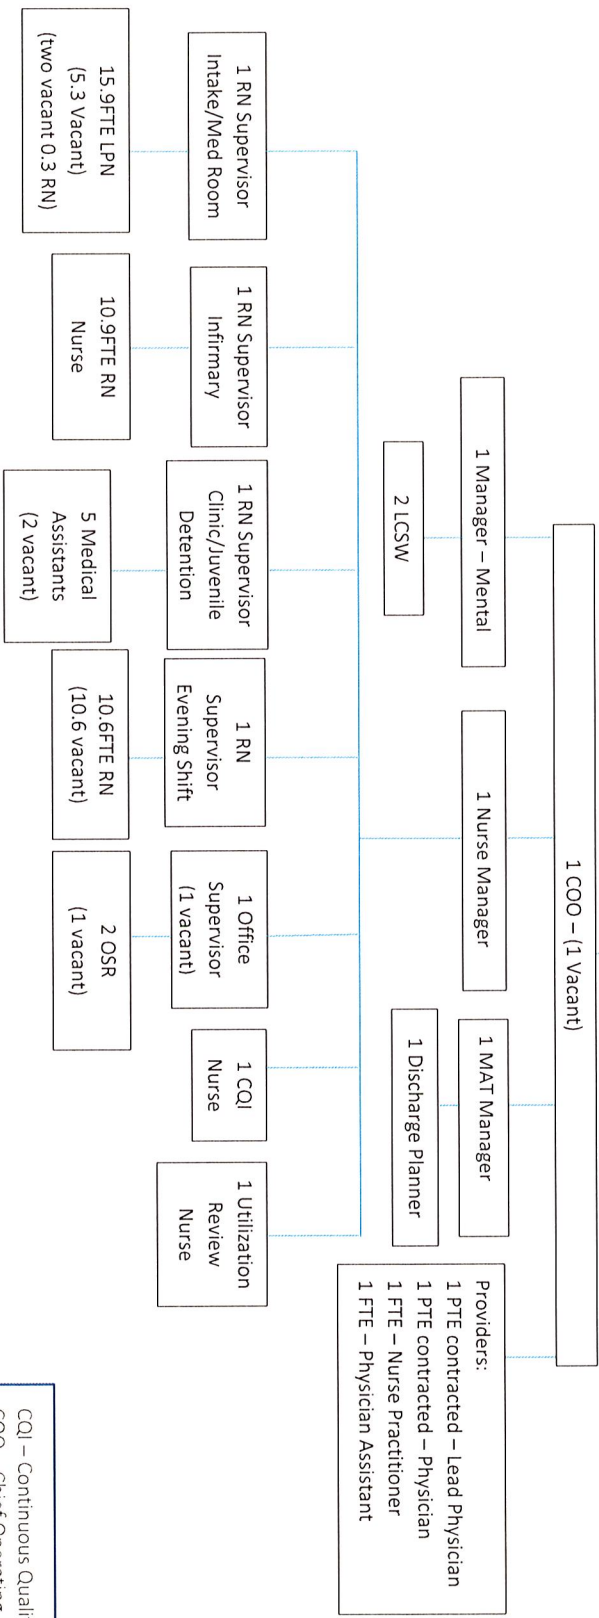 1 COO – (1 Vacant)
1 Manager – Mental
2 LCSW
1 Nurse Manager
1 MAT Manager
1 Discharge Planner
Providers:
1 PTE contracted – Lead Physician
1 PTE contracted – Physician
1 FTE – Nurse Practitioner
1 FTE – Physician Assistant
1 RN Supervisor
Intake/Med Room
1 RN Supervisor
Infirmary
1 RN Supervisor
Clinic/Juvenile
Detention
1 RN
Supervisor
Evening Shift
1 Office
Supervisor
(1 vacant)
1 CQI
Nurse
1 Utilization
Review
Nurse
15.9FTE LPN
(5.3 Vacant)
(two vacant 0.3 RN)
10.9FTE RN
Nurse
5 Medical
Assistants
(2 vacant)
10.6FTE RN
(10.6 vacant)
2 OSR
(1 vacant)
CQI – Continuous Quali
COO – Chief Operating